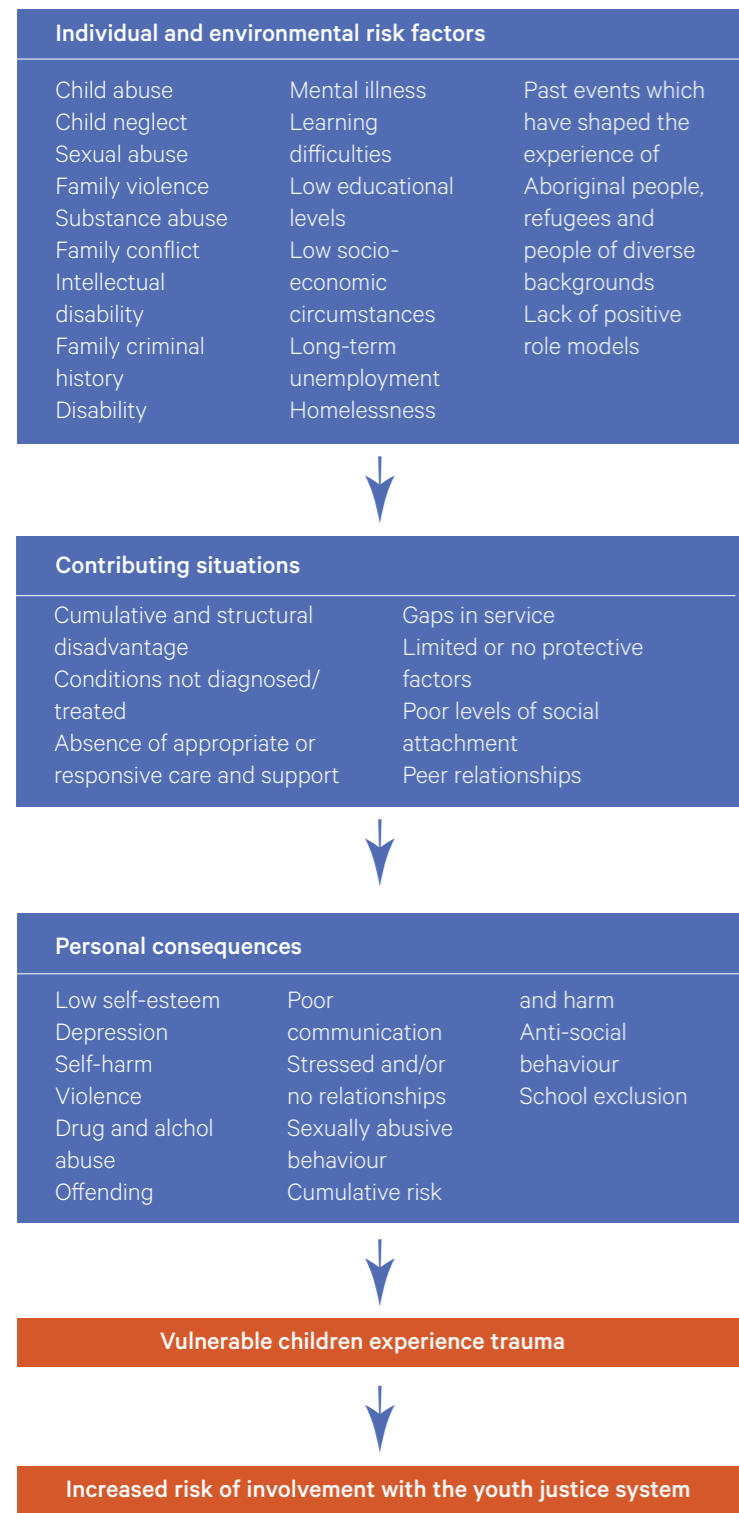 Individual and environmental risk factors
Child abuse
Child neglect
Sexual abuse
Family violence
Substance abuse
Family conflict
Intellectual
disability
Family criminal
history
Disability
Mental illness
Learning
difficulties
Low educational
levels
Low socio-
economic
circumstances
Long-term
unemployment
Homelessness
Past events which
have shaped the
experience of
Aboriginal people,
refugees and
people of diverse
backgrounds
Lack of positive
role models
Contributing situations
Cumulative and structural
disadvantage
Conditions not diagnosed/
treated
Absence of appropriate or
responsive care and support
Gaps in service
Limited or no protective
factors
Poor levels of social
attachment
Peer relationships
Personal consequences
Low self-esteem
Depression
Self-harm
Violence
Drug and alchol
abuse
Offending
Poor
communication
Stressed and/or
no relationships
Sexually abusive
behaviour
Cumulative risk
and harm
Anti-social
behaviour
School exclusion
Vulnerable children experience trauma
Increased risk of involvement with the youth justice system